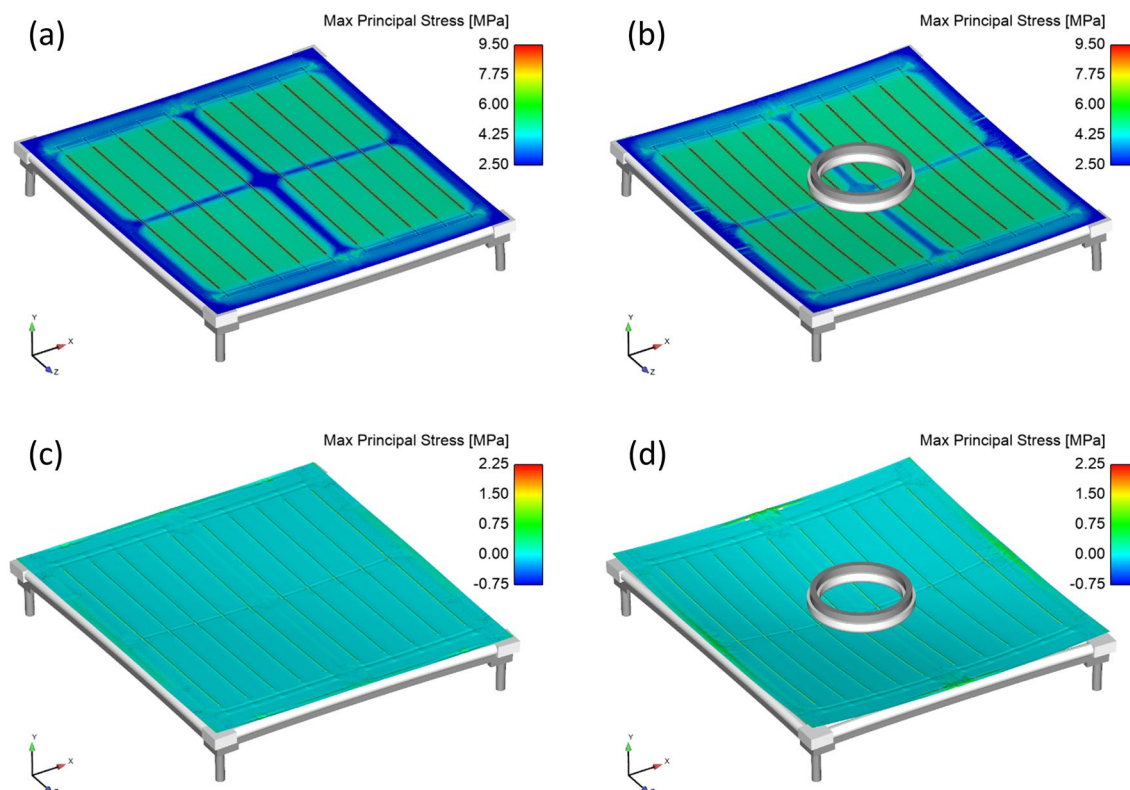 (a)
Max Principal Stress [MPa]
9.50
7.75
6.00
4.25
2.50
Y
X
Z
(b)
Max Principal Stress [MPa]
9.50
7.75
6.00
4.25
2.50
Y
X
Z
(c)
Max Principal Stress [MPa]
2.25
1.50
0.75
0.00
-0.75
Y
X
(d)
Max Principal Stress [MPa]
2.25
1.50
0.75
0.00
-0.75
Y
X